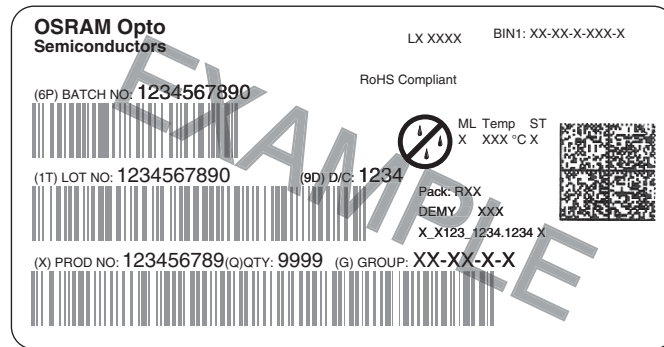 OSRAM Opto
Semiconductors
LX XXXX
BIN1: XX-XX-X-XXX-X
RoHS Compliant
(6P) BATCH NO: 1234567890
ML Temp ST
X XXX °C X
(1T) LOT NO: 1234567890 (9D) D/C: 1234
Pack: RXX
DEMY XXX
X_X123_1234.1234 X
(X) PROD NO: 123456789(Q)QTY: 9999 (G) GROUP: XX-XX-X-X
EXAMPLE